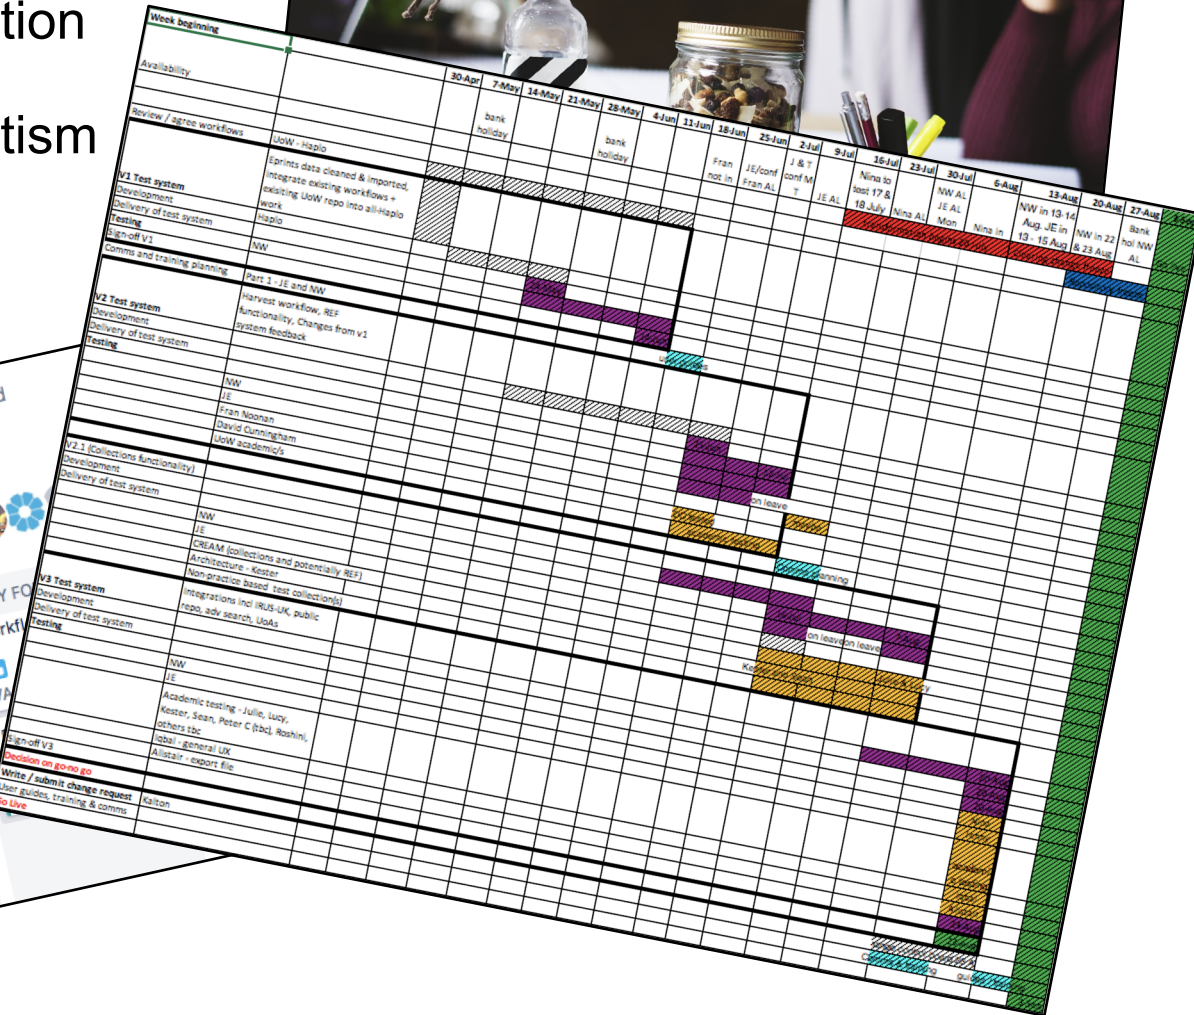 tion
tism
Week beginning
30-Apr 7-May 14-May 21-May 28-May 4-Jun 11-Jun 18-Jun 25-Jun 2-Jul 9-Jul 16-Jul 23-Jul 30-Jul 6-Aug 13-Aug 20-Aug 27-Aug
Availability
bank
holiday
bank
holiday
Fran
not in
JE/conf
Fran AL
J & T
conf M
T
JE AL
Nina to
test 17 &
18 July
Nina AL
NW AL
JE AL
Mon
Nina in
NW in 13-14
Aug. JE in
13 - 15 Aug
NW in 22
& 23 Aug
Bank
hol NW
AL
Review / agree workflows
UoW - Haplo
Eprints data cleaned & imported,
integrate existing workflows +
exisiting UoW repo into all-Haplo
work
V1 Test system
Development
Haplo
Delivery of test system
Testing
NW
Sign-off V1
Comms and training planning
Part 1 - JE and NW
Harvest workflow, REF
functionality, Changes from v1
system feedback
V2 Test system
Development
Delivery of test system
Testing
NW
JE
Fran Noonan
David Cunningham
UoW academic/s
on leave
V2.1 (Collections functionality)
Development
Delivery of test system
NW
JE
CREAM (collections and potentially REF)
Architecture - Kester
Non-practice based test collection(s)
on leave on leave
V3 Test system
Integrations incl IRUS-UK, public
repo, adv search, UoAs
Development
Delivery of test system
Testing
NW
JE
Academic testing - Julie, Lucy,
Kester, Sean, Peter C (tbc), Roshini,
others tbc
Iqbal - general UX
Alistair - export file
Sign-off V3
Decision on go-no go
Write / submit change request
Kalton
User guides, training & comms
Go Live